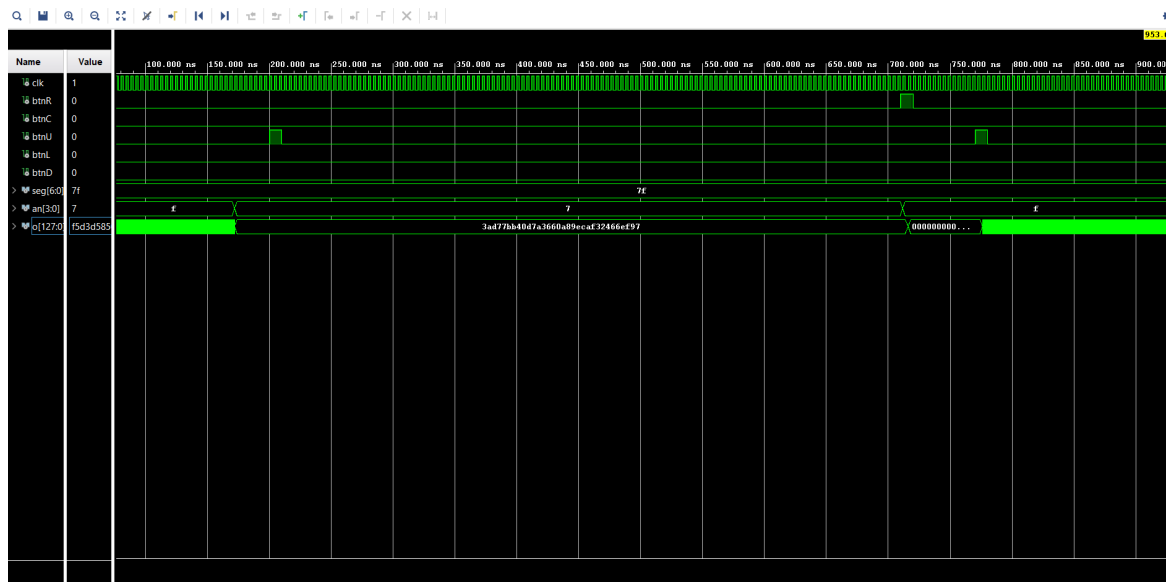 953.
Name Value
100.000 ns 150.000 ns 200.000 ns 250.000 ns 300.000 ns 350.000 ns 400.000 ns 450.000 ns 500.000 ns 550.000 ns 600.000 ns 650.000 ns 700.000 ns 750.000 ns 800.000 ns 850.000 ns 900.0
clk 1
btnR 0
btnC 0
btnU 0
btnL 0
btnD 0
seg[6:0] 7f 7f
an[3:0] 7 f 7 f
o[127:0 f5d3d585 3ad77bb40d7a3660a89ecaf32466ef97 000000000...